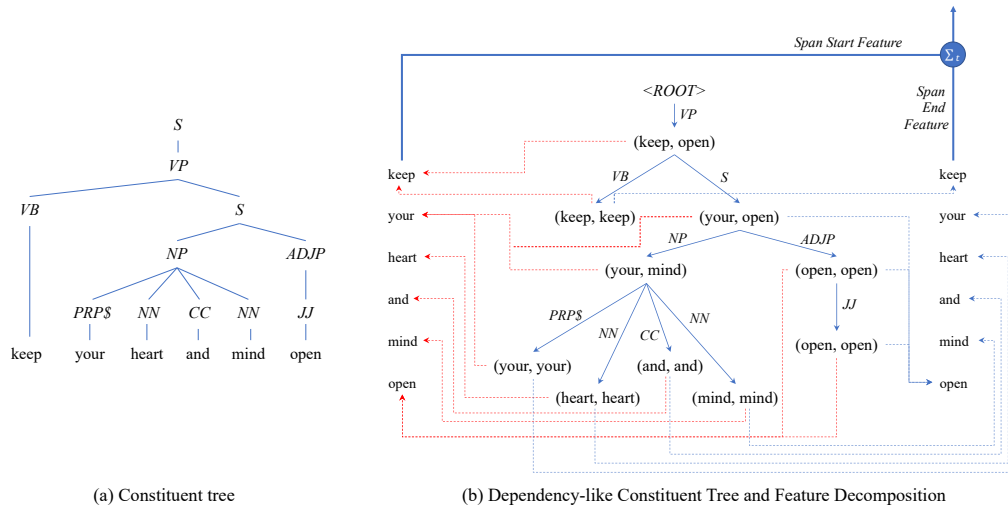 S
VP
VB
S
NP
ADJP
PRP$ NN CC NN JJ
keep your heart and mind open
(a) Constituent tree
Span Start Feature
Σt
Span
End
Feature
<ROOT>
VP
(keep, open)
keep
VB
S
keep
your
(keep, keep)
(your, open)
your
NP
ADJP
heart
(your, mind)
(open, open)
heart
and
PRP$
NN
CC
NN
JJ
and
mind
(open, open)
mind
(your, your)
(and, and)
open
open
(heart, heart)
(mind, mind)
(b) Dependency-like Constituent Tree and Feature Decomposition